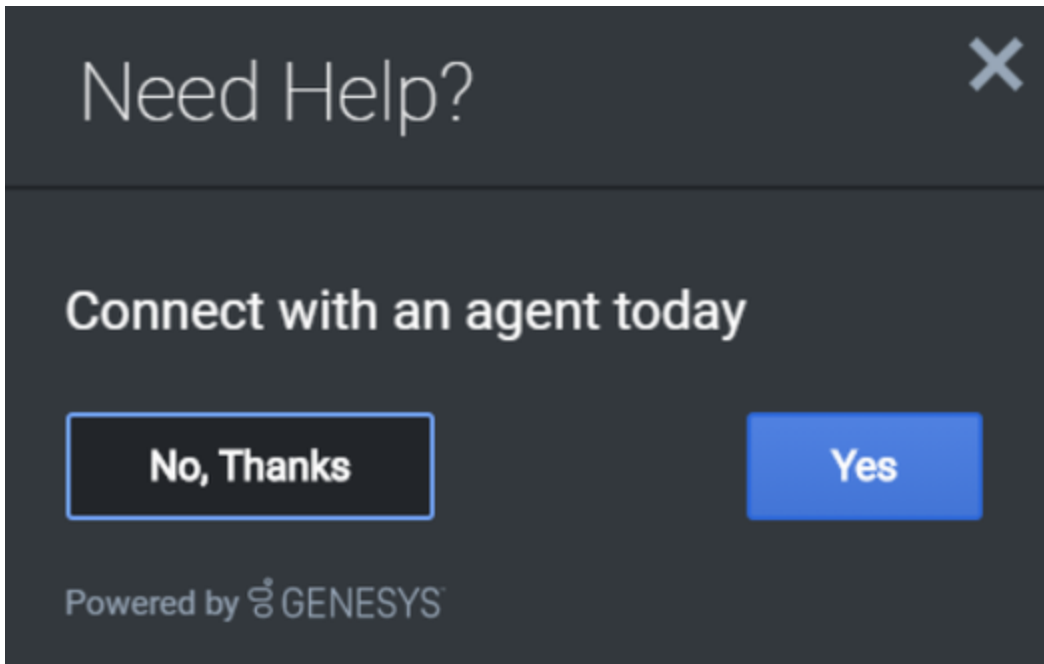 Need Help?
Connect with an agent today
No, Thanks
Yes
Powered by GENESYS